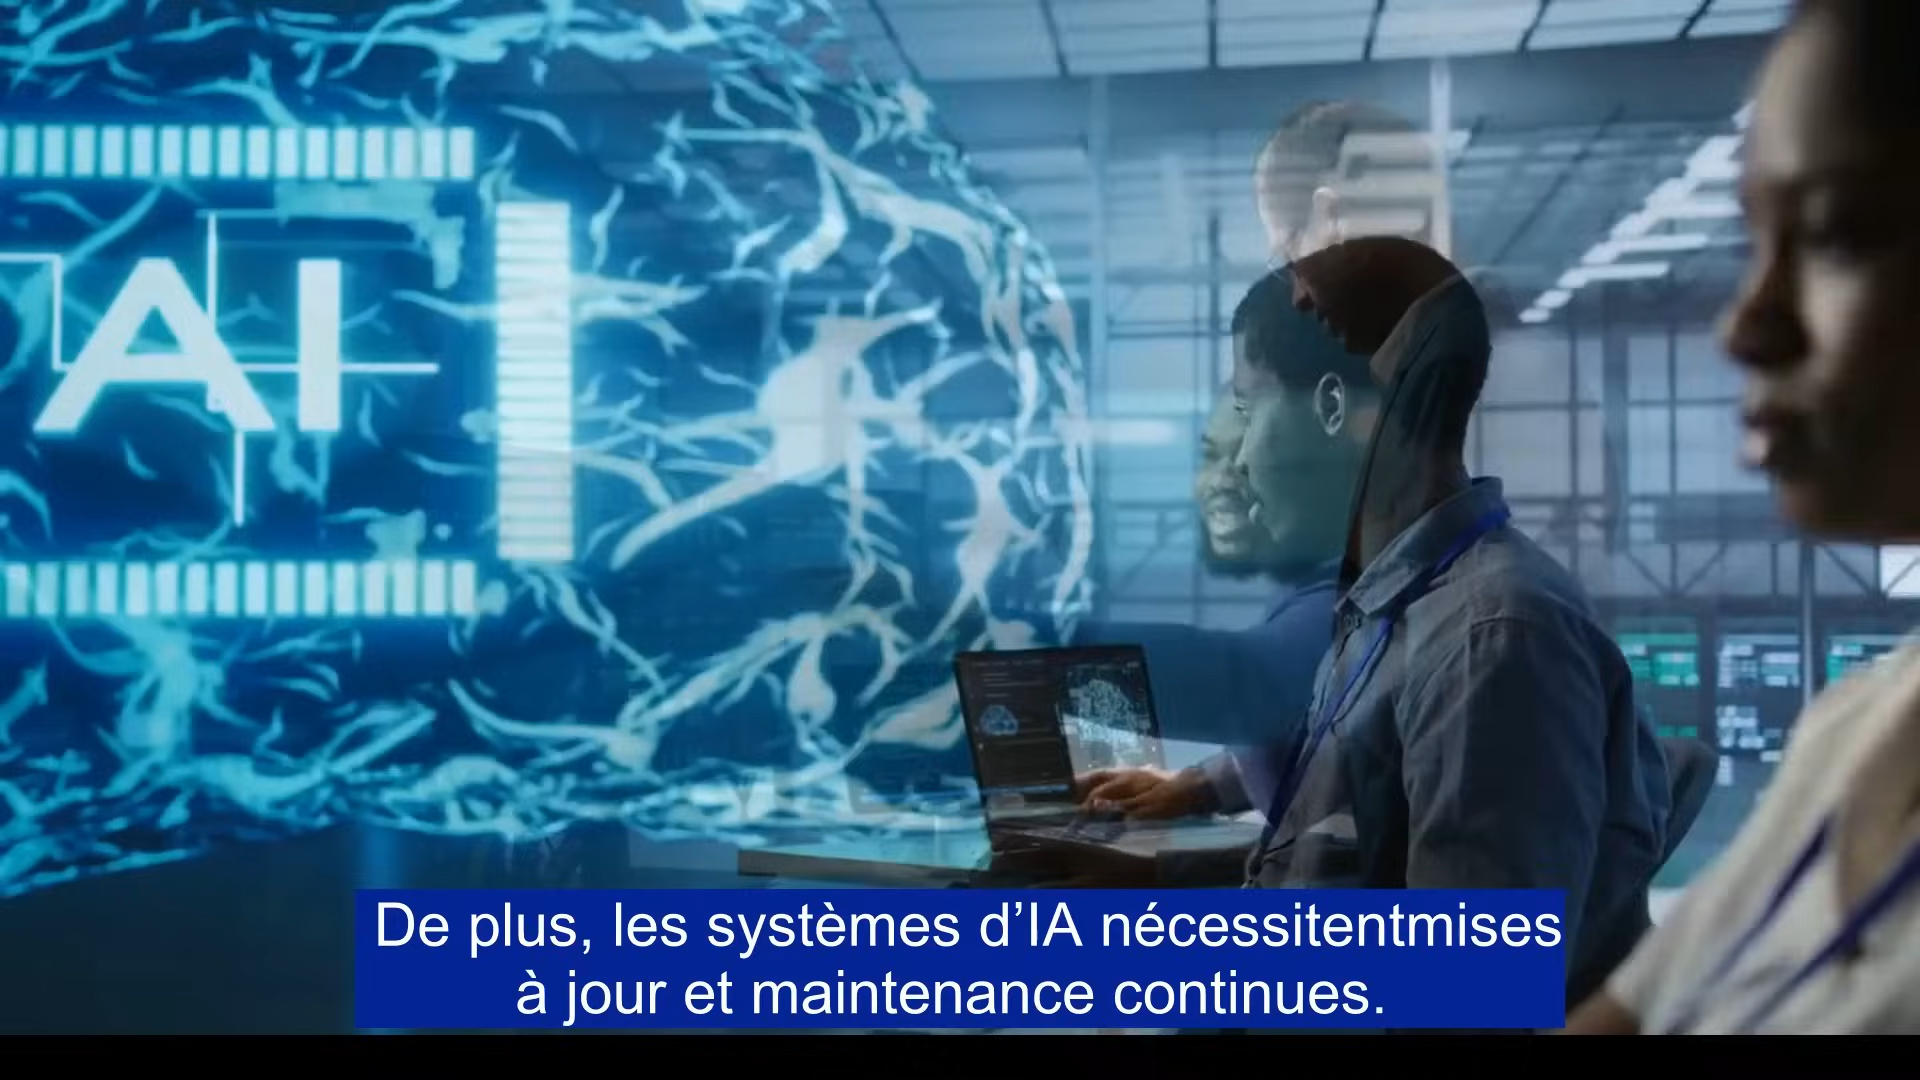 AI
De plus, les systèmes d’IA nécessitentmises
à jour et maintenance continues.